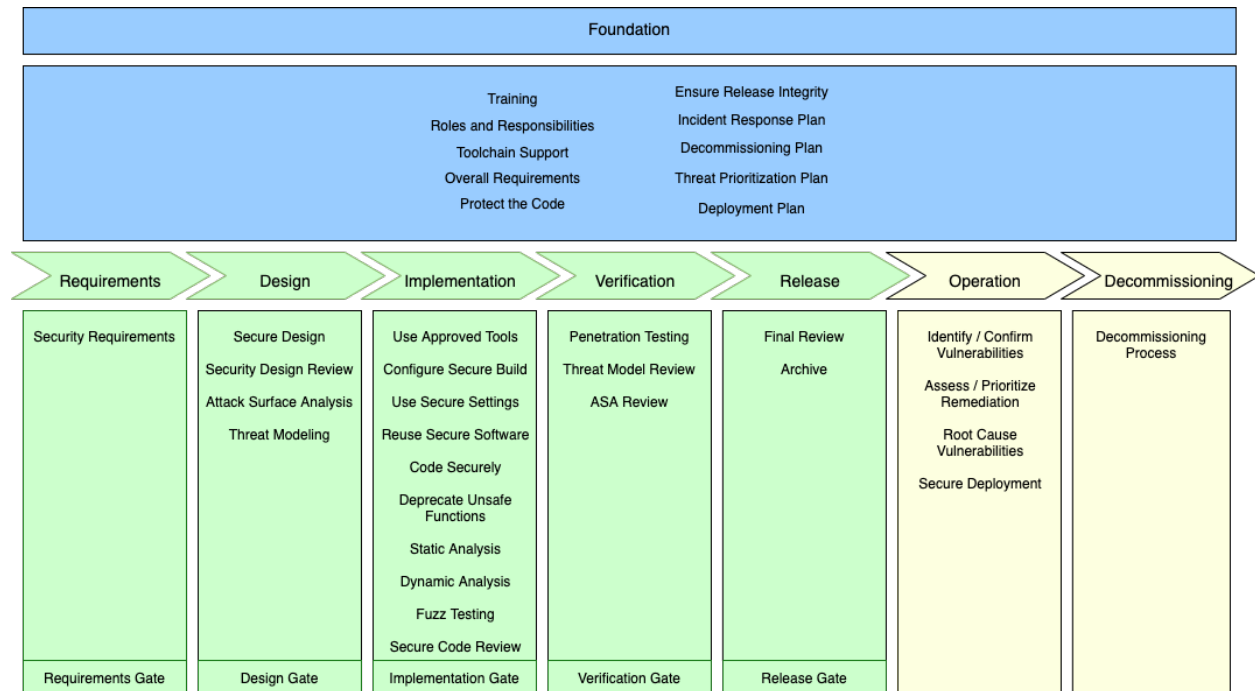 Foundation
Training
Roles and Responsibilities
Toolchain Support
Overall Requirements
Protect the Code
Ensure Release Integrity
Incident Response Plan
Decommissioning Plan
Threat Prioritization Plan
Deployment Plan
Requirements
Design
Implementation
Verification
Release
Operation
Decommissioning
Security Requirements
Requirements Gate
Secure Design
Security Design Review
Attack Surface Analysis
Threat Modeling
Design Gate
Use Approved Tools
Configure Secure Build
Use Secure Settings
Reuse Secure Software
Code Securely
Deprecate Unsafe
Functions
Static Analysis
Dynamic Analysis
Fuzz Testing
Secure Code Review
Implementation Gate
Penetration Testing
Threat Model Review
ASA Review
Verification Gate
Final Review
Archive
Release Gate
Identify / Confirm
Vulnerabilities
Assess / Prioritize
Remediation
Root Cause
Vulnerabilities
Secure Deployment
Decommissioning
Process